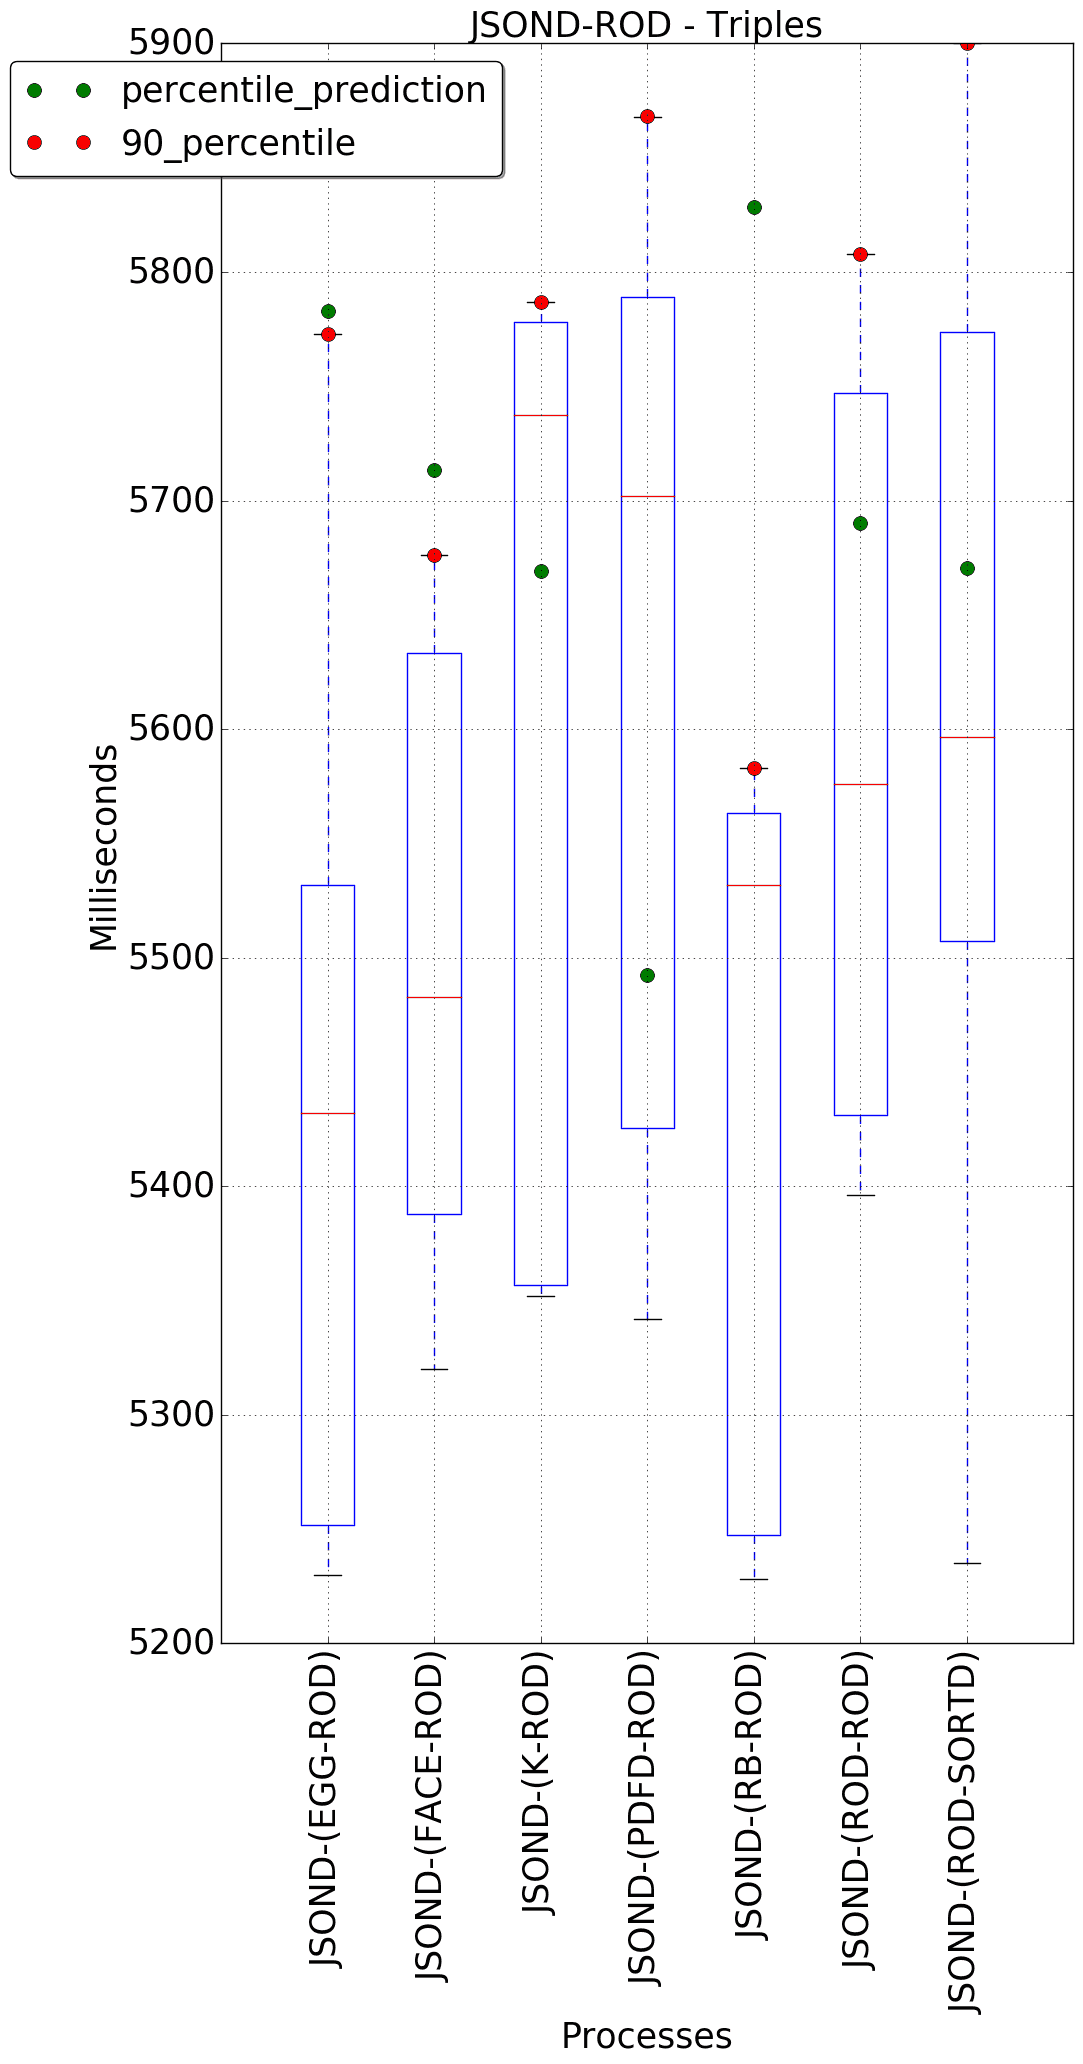 JSOND-ROD - Triples
percentile_prediction
90_percentile
5900
5800
5700
5600
5500
5400
5300
5200
Milliseconds
JSOND-(EGG-ROD)
JSOND-(FACE-ROD)
JSOND-(K-ROD)
JSOND-(PDFD-ROD)
JSOND-(RB-ROD)
JSOND-(ROD-ROD)
JSOND-(ROD-SORTD)
Processes